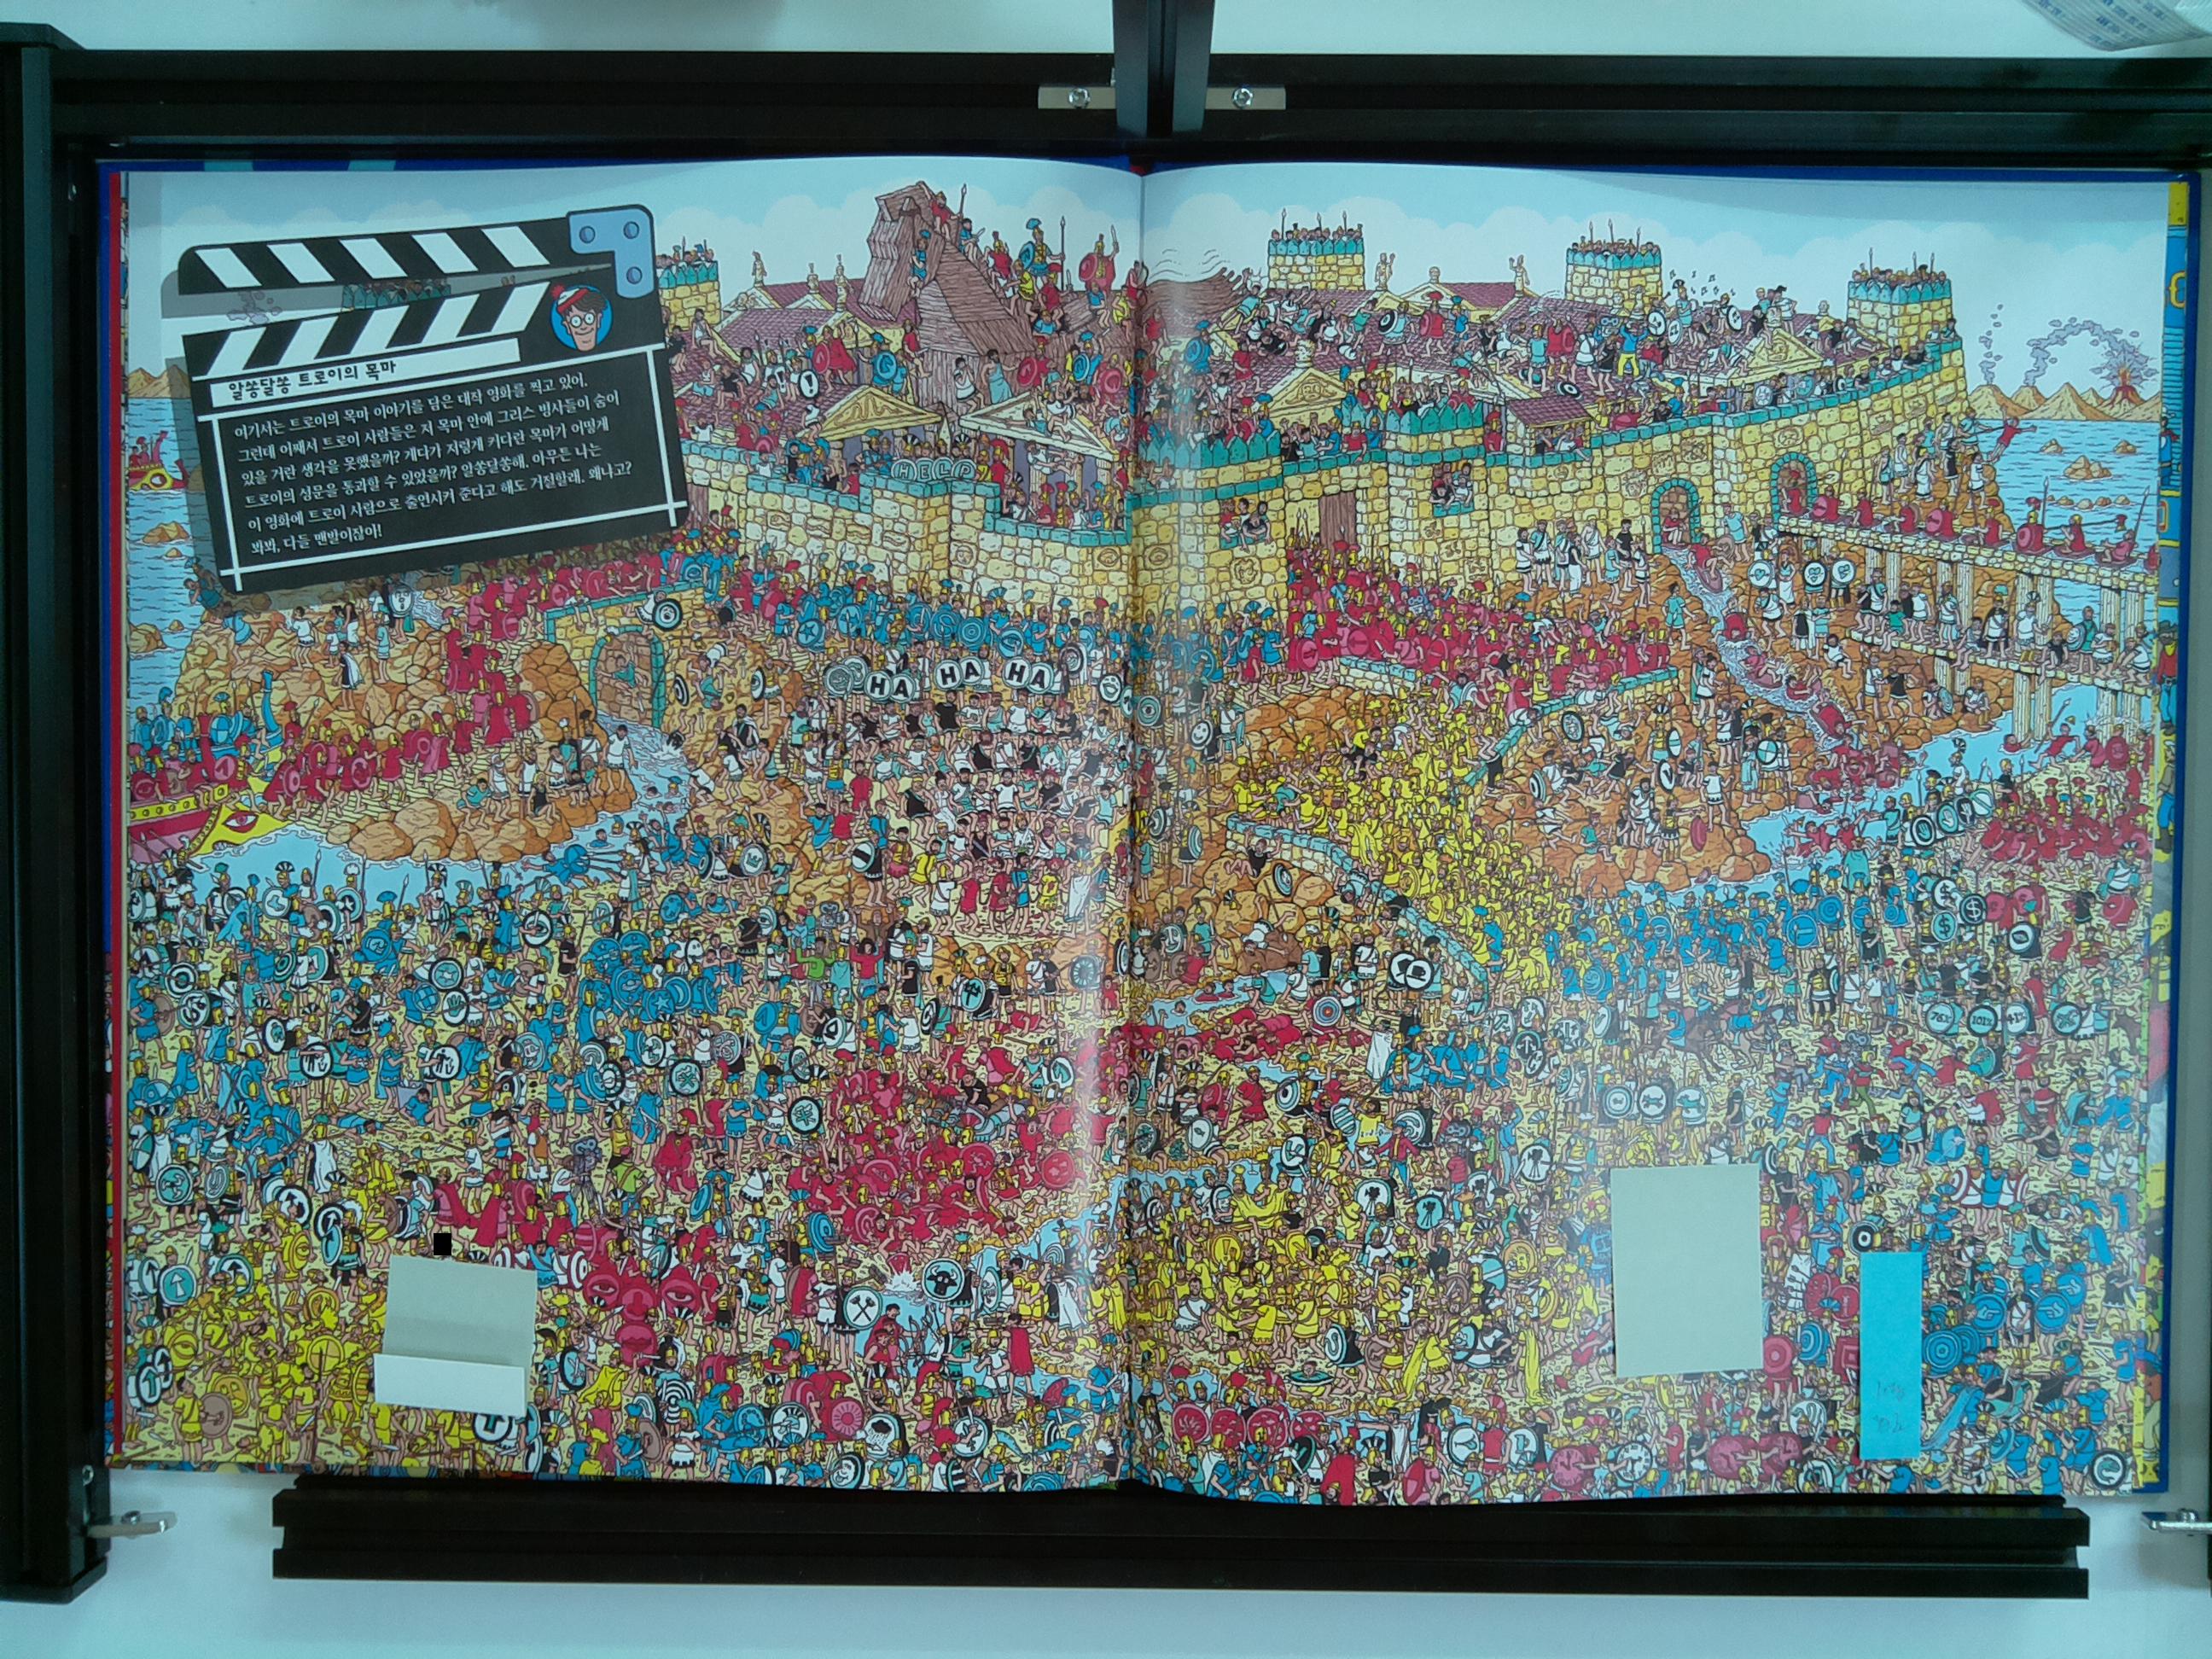 알쏭달쏭 트로이의 목마
여기서는 트로이의 목마 이야기를 담은 대작 영화를 찍고 있어.
그런데 어째서 트로이 사람들은 저 목마 안에 그리스 병사들이 숨어
있을 거란 생각을 못했을까? 게다가 저렇게 커다란 목마가 어떻게
트로이의 성문을 통과할 수 있었을까? 알쏭달쏭해. 아무튼 나는
이 영화에 트로이 사람으로 출연시켜 준다고 해도 거절할래. 왜냐고?
봐봐, 다들 맨발이잖아!
HELP
HA HA HA
$
$
$
76% 101% 41%